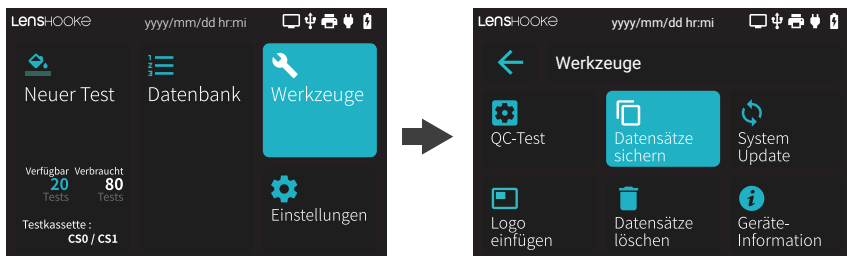 LENSHOOKE yyyy/mm/dd hr:mi
Neuer Test
Datenbank
Werkzeuge
Verfügbar Verbraucht
20 80
Tests Tests
Testkassette :
CS0 / CS1
Einstellungen
LENSHOOKE yyyy/mm/dd hr:mi
Werkzeuge
QC-Test
Datensätze
sichern
System
Update
Logo
einfügen
Datensätze
löschen
Geräte-
Information